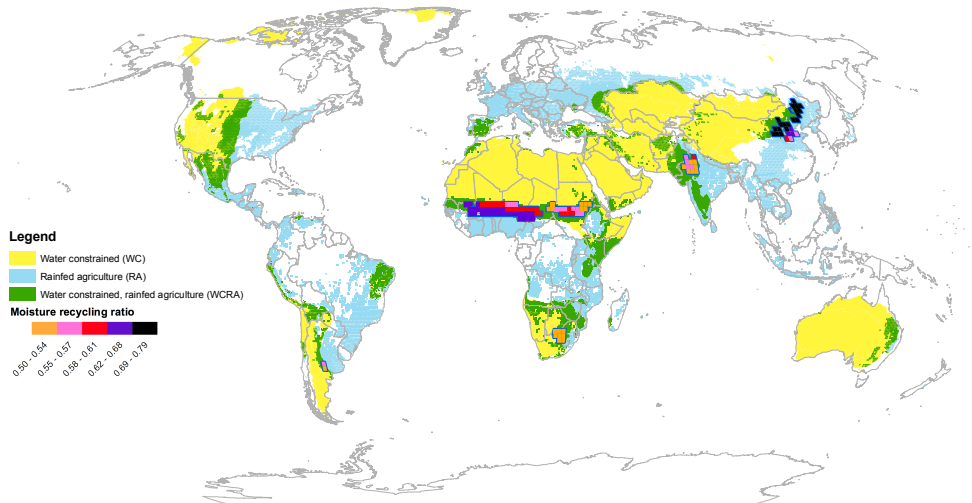 Legend
Water constrained (WC)
Rainfed agriculture (RA)
Water constrained, rainfed agriculture (WCRA)
Moisture recycling ratio
0.50 - 0.54
0.55 - 0.57
0.58 - 0.61
0.62 - 0.68
0.69 - 0.79